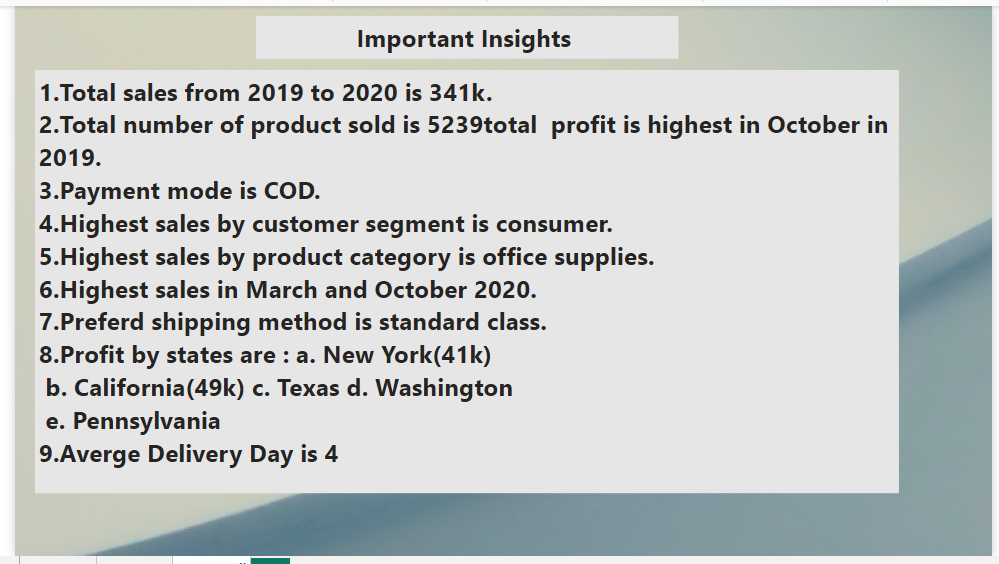 Important Insights
1.Total sales from 2019 to 2020 is 341k.
2.Total number of product sold is 5239total  profit is highest in October in
2019.
3.Payment mode is COD.
4.Highest sales by customer segment is consumer.
5.Highest sales by product category is office supplies.
6.Highest sales in March and October 2020.
7.Preferd shipping method is standard class.
8.Profit by states are : a. New York(41k)
b. California(49k) c. Texas d. Washington
e. Pennsylvania
9.Averge Delivery Day is 4